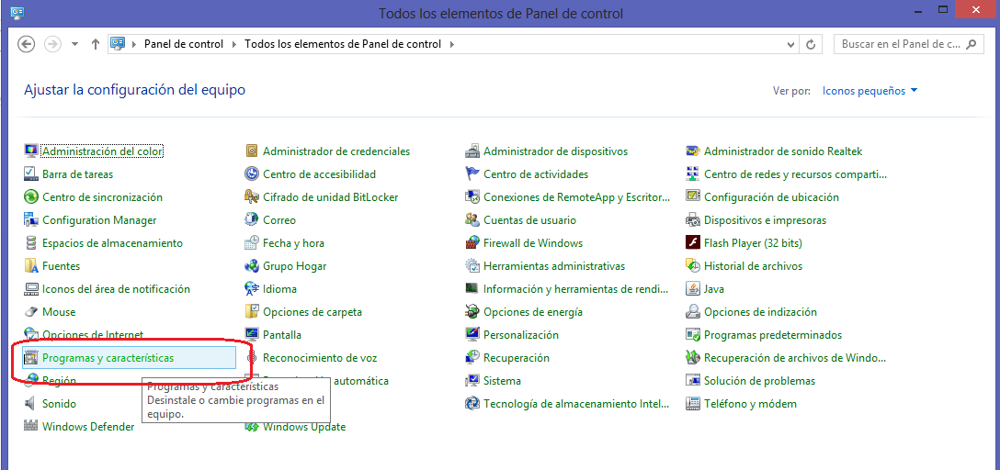 Todos los elementos de Panel de control
Panel de control
Todos los elementos de Panel de control
Buscar en el Panel de c...
Ajustar la configuración del equipo
Ver por:
Iconos pequeños
Administración del color
Administrador de credenciales
Administrador de dispositivos
Administrador de sonido Realtek
Barra de tareas
Centro de accesibilidad
Centro de actividades
Centro de redes y recursos comparti...
Centro de sincronización
Cifrado de unidad BitLocker
Conexiones de RemoteApp y Escritor...
Configuración de ubicación
Configuration Manager
Correo
Cuentas de usuario
Dispositivos e impresoras
Espacios de almacenamiento
Fecha y hora
Firewall de Windows
Flash Player (32 bits)
Fuentes
Grupo Hogar
Herramientas administrativas
Historial de archivos
Iconos del área de notificación
Idioma
Información y herramientas de rendi...
Java
Mouse
Opciones de carpeta
Opciones de energía
Opciones de indización
Opciones de Internet
Pantalla
Personalización
Programas predeterminados
Programas y características
Reconocimiento de voz
Recuperación
Recuperación de archivos de Windo...
Región
automática
Sistema
Solución de problemas
Programas y características
Desinstale o cambie programas en el
equipo.
Sonido
Tecnología de almacenamiento Intel...
Teléfono y módem
Windows Defender
Windows Update